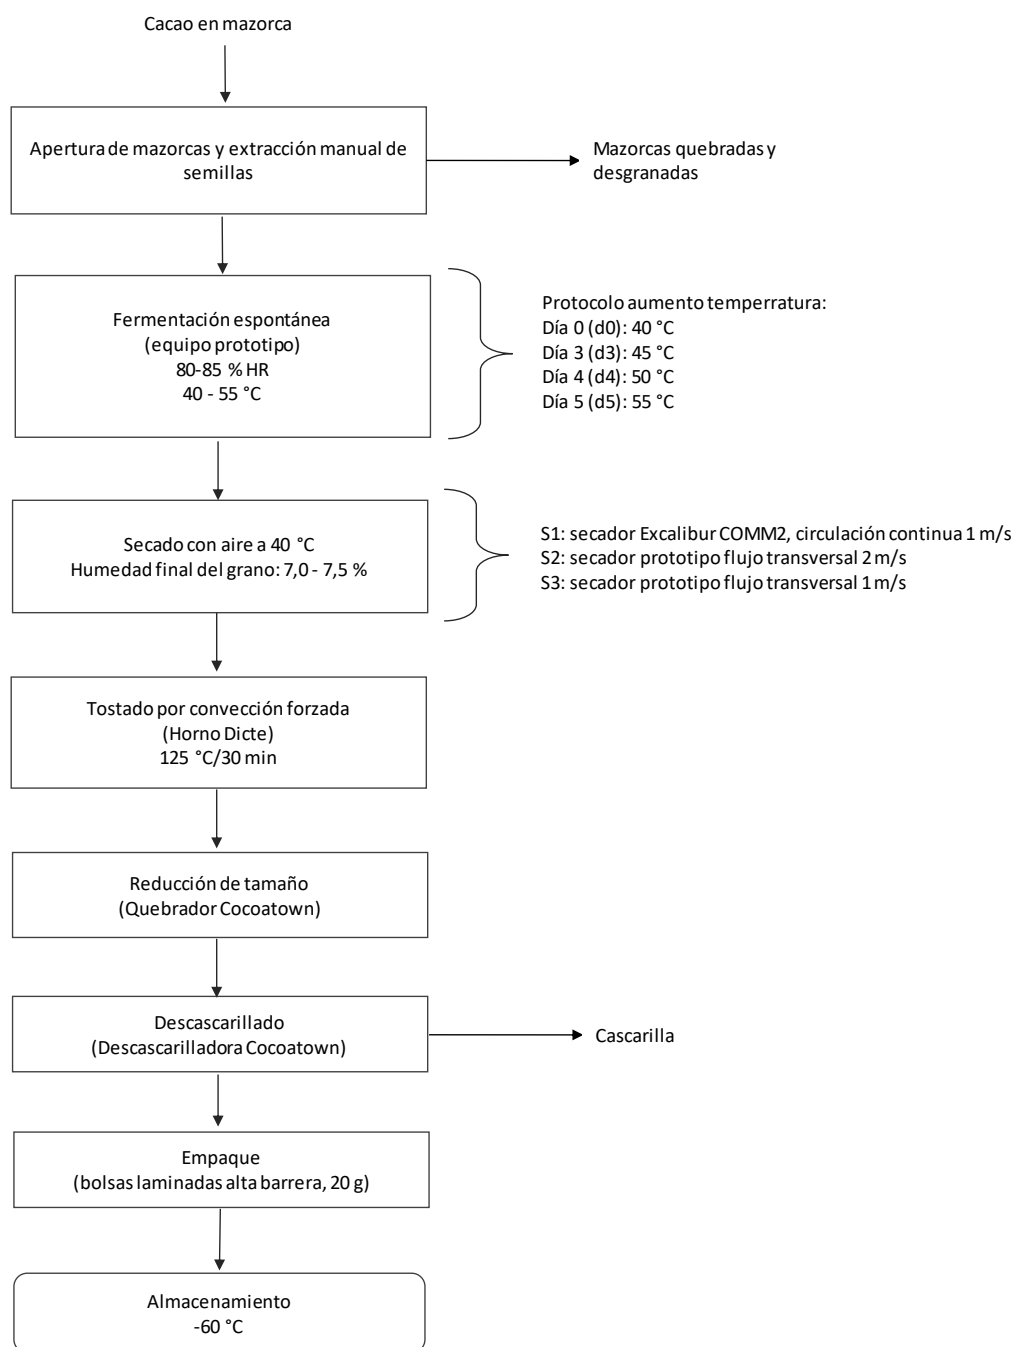 Cacao en mazorca
Apertura de mazorcas y extracción manual de
semillas
Mazorcas quebradas y
desgranadas
Fermentación espontánea
(equipo prototipo)
80-85 % HR
40 - 55 °C
Protocolo aumento temperratura:
Día 0 (d0): 40 °C
Día 3 (d3): 45 °C
Día 4 (d4): 50 °C
Día 5 (d5): 55 °C
Secado con aire a 40 °C
Humedad final del grano: 7,0 - 7,5 %
S1: secador Excalibur COMM2, circulación continua 1 m/s
S2: secador prototipo flujo transversal 2 m/s
S3: secador prototipo flujo transversal 1 m/s
Tostado por convección forzada
(Horno Dicte)
125 °C/30 min
Reducción de tamaño
(Quebrador Cocoatown)
Descascarillado
(Descascarilladora Cocoatown)
Cascarilla
Empaque
(bolsas laminadas alta barrera, 20 g)
Almacenamiento
-60 °C